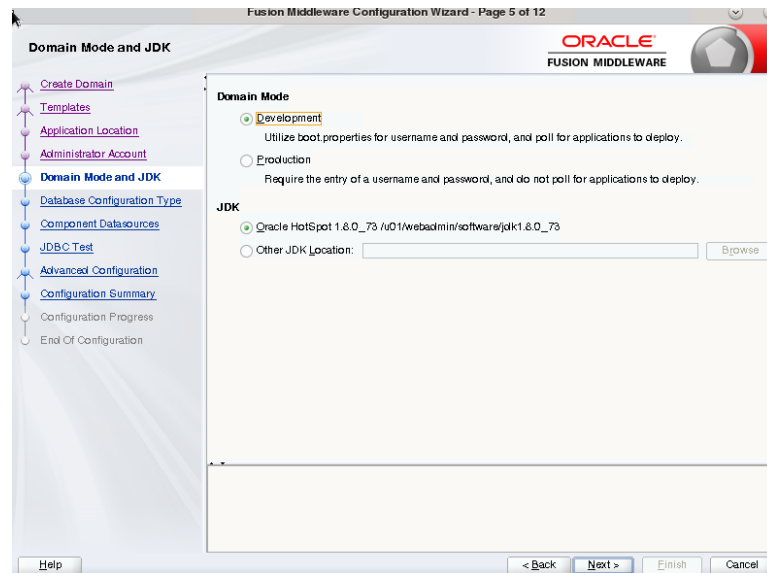 Fusion Middleware Configuration Wizard - Page 5 of 12
Domain Mode and JDK
ORACLE
FUSION MIDDLEWARE
Create Domain
Templates
Application Location
Administrator Account
Domain Mode and JDK
Database Configuration Type
Component Datasources
JDBC Test
Advanced Configuration
Configuration Summary
Configuration Progress
End Of Configuration
Domain Mode
Development
Utilize boot.properties for username and password, and poll for applications to deploy.
Production
Require the entry of a username and password, and do not poll for applications to deploy.
JDK
Oracle HotSpot 1.8.0_73 /u01/webadmin/software/jdk1.8.0_73
Other JDK Location:
Browse
Help
< Back
Next >
Finish
Cancel